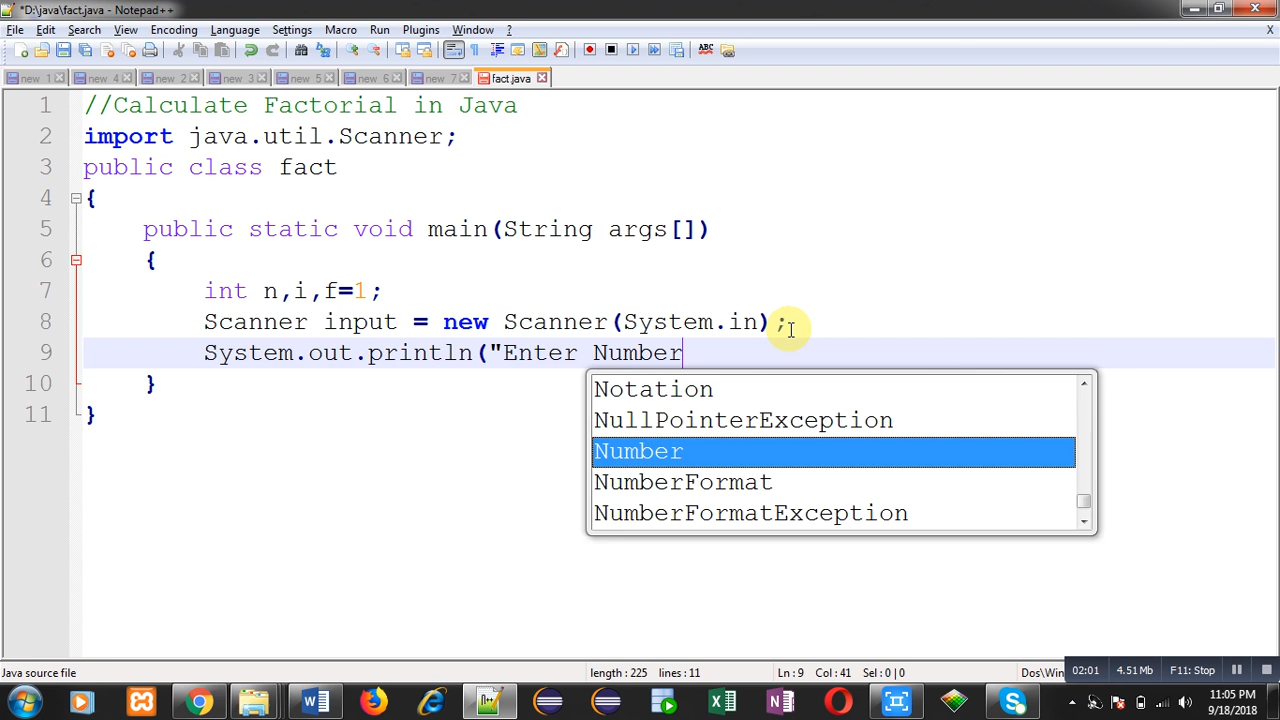 *D:\java\fact.java - Notepad++
File Edit Search View Encoding Language Settings Macro Run Plugins Window ? X
new 1 new 4 new 2 new 3 new 5 new 6 new 7 fact.java
1 //Calculate Factorial in Java
2 import java.util.Scanner;
3 public class fact
4 {
5 public static void main(String args[])
6 {
7 int n,i,f=1;
8 Scanner input = new Scanner(System.in);
9 System.out.println("Enter Number
10 }
11 }
Notation
NullPointerException
Number
NumberFormat
NumberFormatException
Java source file length : 225 lines : 11 Ln : 9 Col : 41 Sel : 0 | 0 Dos\Win 02:01 4.51 Mb F11: Stop
11:05 PM
9/18/2018